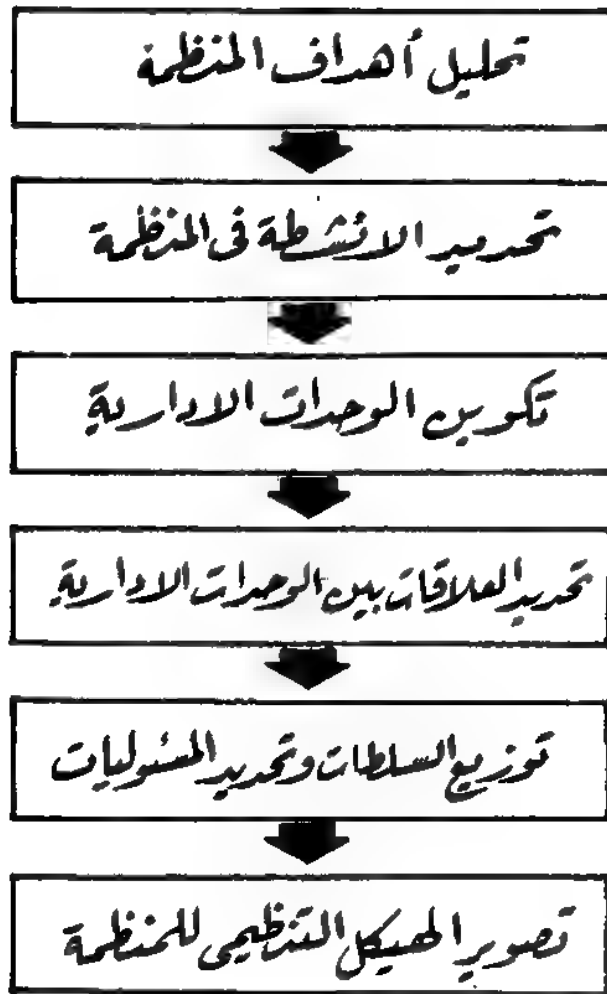 تحليل أهداف المنظمة
تحديد الانشطة فى المنظمة
تكوين الوحدات الادارية
تحديد العلاقات بين الوحدات الادارية
توزيع السلطات وتحديد المسئوليات
تصوير الهيكل التنظيمى للمنظمة